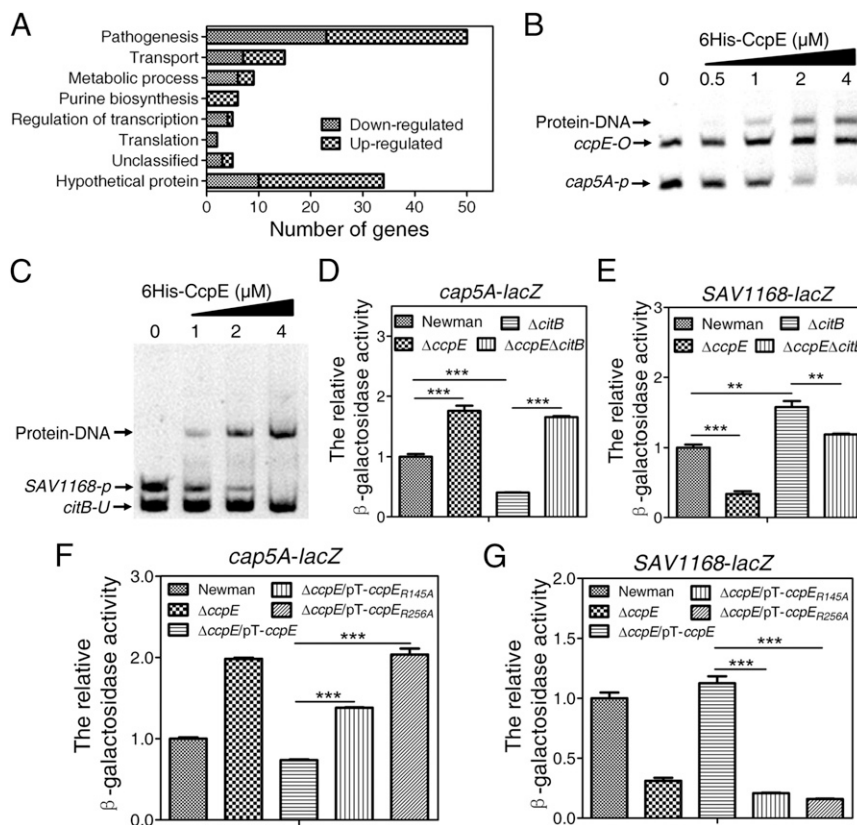 A
Pathogenesis
Transport
Metabolic process
Purine biosynthesis
Regulation of transcription
Translation
Unclassified
Hypothetical protein
Down-regulated
Up-regulated
0 10 20 30 40 50
Number of genes
B
6His-CcpE (μM)
0 0.5 1 2 4
Protein-DNA
ccpE-O
cap5A-p
C
6His-CcpE (μM)
0 1 2 4
Protein-DNA
SAV1168-p
citB-U
D
cap5A-lacZ
The relative
β-galactosidase activity
3
2
1
0
Newman
ΔcitB
ΔccpE
ΔccpEΔcitB
***
***
***
E
SAV1168-lacZ
The relative
β-galactosidase activity
3
2
1
0
Newman
ΔcitB
ΔccpE
ΔccpEΔcitB
**
**
***
F
cap5A-lacZ
The relative
β-galactosidase activity
3.0
2.0
1.0
0.0
Newman
ΔccpE/pT-ccpER145A
ΔccpE
ΔccpE/pT-ccpER256A
ΔccpE/pT-ccpE
***
***
G
SAV1168-lacZ
The relative
β-galactosidase activity
2.0
1.5
1.0
0.5
0.0
Newman
ΔccpE/pT-ccpER145A
ΔccpE
ΔccpE/pT-ccpER256A
ΔccpE/pT-ccpE
***
***